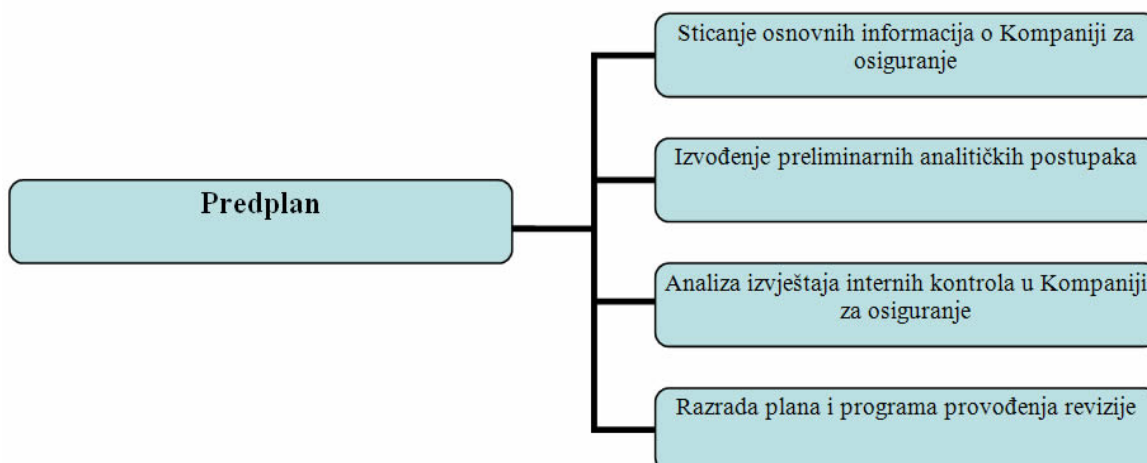 Sticanje osnovnih informacija o Kompaniji za
osiguranje
Izvođenje preliminarnih analitičkih postupaka
Predplan
Analiza izvještaja internih kontrola u Kompaniji
za osiguranje
Razrada plana i programa provođenja revizije